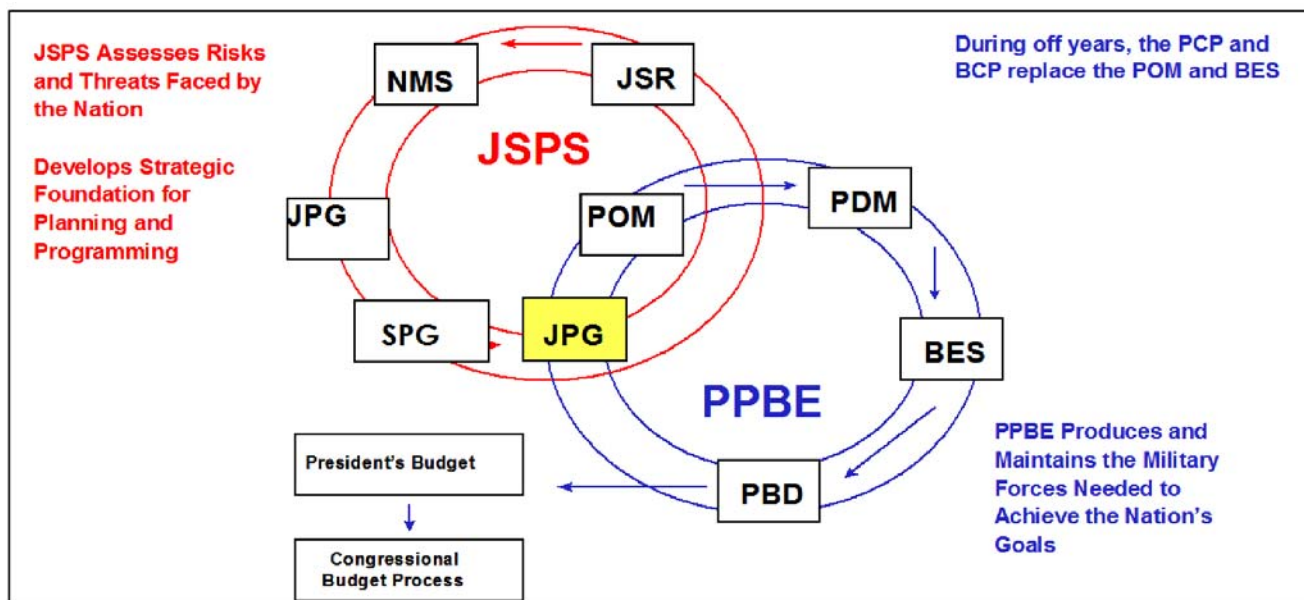 JSPS Assesses Risks
and Threats Faced by
the Nation
Develops Strategic
Foundation for
Planning and
Programming
During off years, the PCP and
BCP replace the POM and BES
NMS
JSR
JSPS
JPG
POM
PDM
SPG
JPG
BES
PPBE
PBD
President's Budget
Congressional
Budget Process
PPBE Produces and
Maintains the Military
Forces Needed to
Achieve the Nation's
Goals